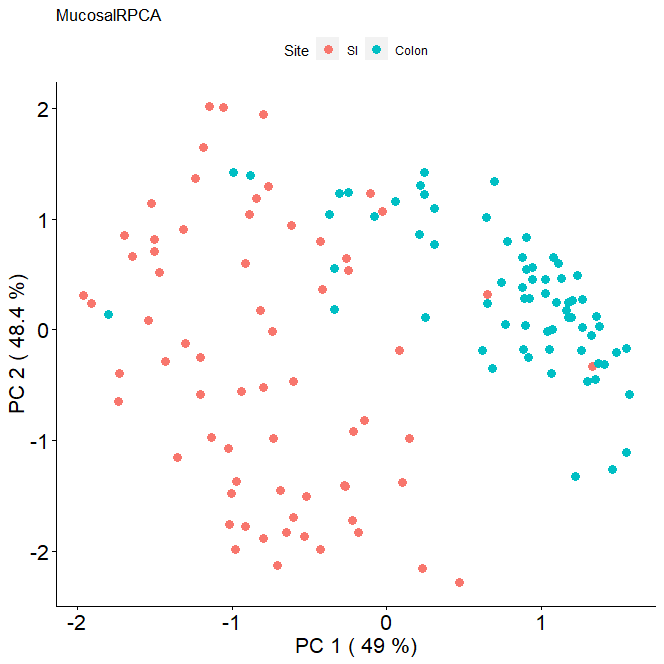 MucosalRPCA
Site SI Colon
2
1
0
-1
-2
PC 2 ( 48.4 %)
-2 -1 0 1
PC 1 ( 49 %)